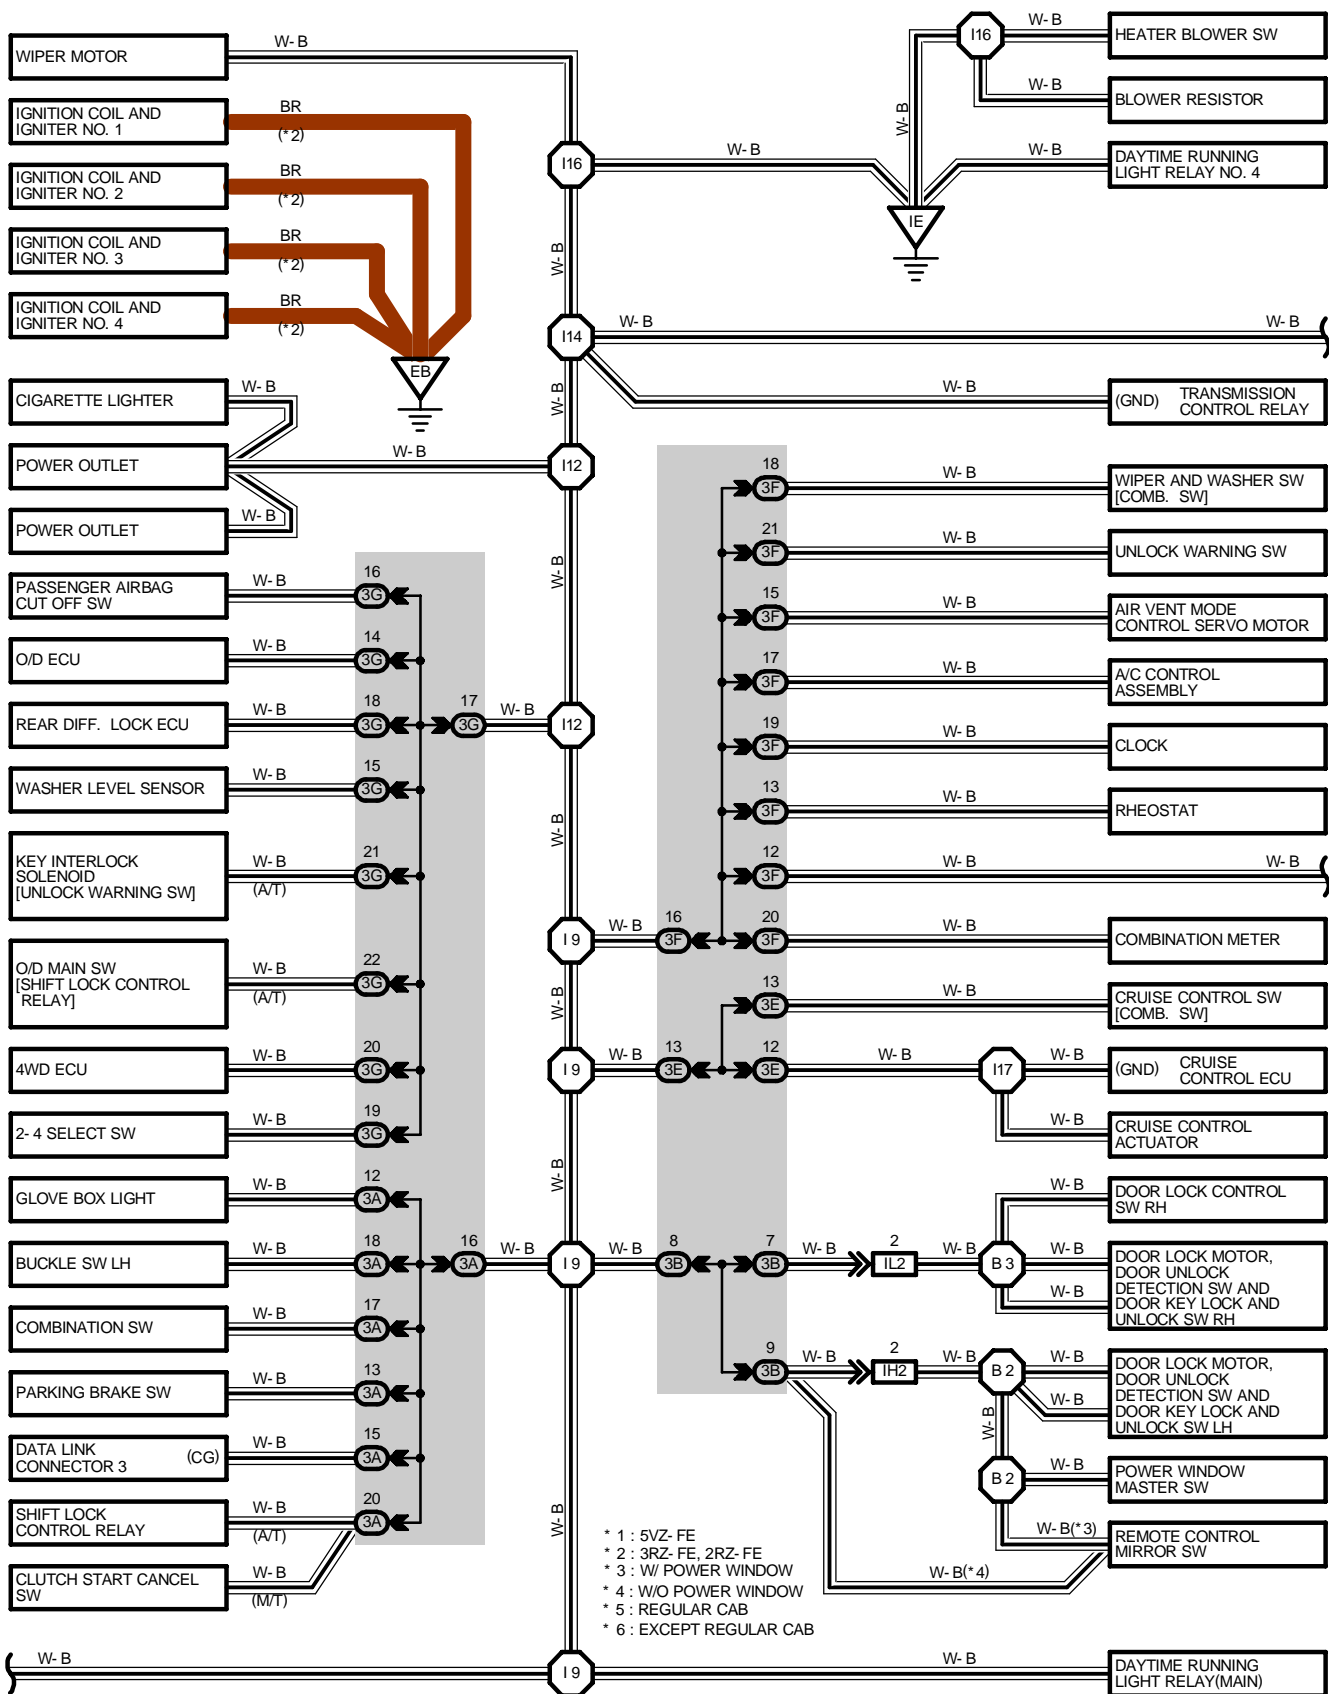 WIPER MOTOR
W- B
IGNITION COIL AND
IGNITER NO. 1
BR
(* 2)
IGNITION COIL AND
IGNITER NO. 2
BR
(* 2)
IGNITION COIL AND
IGNITER NO. 3
BR
(* 2)
IGNITION COIL AND
IGNITER NO. 4
BR
(* 2)
EB
CIGARETTE LIGHTER
W- B
POWER OUTLET
W- B
POWER OUTLET
W- B
PASSENGER AIRBAG
CUT OFF SW
W- B
16
3G
O/D ECU
W- B
14
3G
REAR DIFF. LOCK ECU
W- B
18
3G
17
3G
W- B
WASHER LEVEL SENSOR
W- B
15
3G
KEY INTERLOCK
SOLENOID
[UNLOCK WARNING SW]
W- B
(A/T)
21
3G
O/D MAIN SW
[SHIFT LOCK CONTROL
RELAY]
W- B
(A/T)
22
3G
4WD ECU
W- B
20
3G
2- 4 SELECT SW
W- B
19
3G
GLOVE BOX LIGHT
W- B
12
3A
BUCKLE SW LH
W- B
18
3A
16
3A
W- B
COMBINATION SW
W- B
17
3A
PARKING BRAKE SW
W- B
13
3A
DATA LINK
CONNECTOR 3
(CG)
W- B
15
3A
SHIFT LOCK
CONTROL RELAY
W- B
(A/T)
20
3A
CLUTCH START CANCEL
SW
W- B
(M/T)
W- B
I16
W- B
W- B
I14
W- B
W- B
W- B
I12
W- B
I12
W- B
I 9
W- B
I 9
W- B
I 9
W- B
I 9
I16
W- B
W- B
HEATER BLOWER SW
W- B
BLOWER RESISTOR
W- B
DAYTIME RUNNING
LIGHT RELAY NO. 4
IE
W- B
(GND) TRANSMISSION
CONTROL RELAY
18
3F
W- B
WIPER AND WASHER SW
[COMB. SW]
21
3F
W- B
UNLOCK WARNING SW
15
3F
W- B
AIR VENT MODE
CONTROL SERVO MOTOR
17
3F
W- B
A/C CONTROL
ASSEMBLY
19
3F
W- B
CLOCK
13
3F
W- B
RHEOSTAT
12
3F
W- B
W- B
W- B
16
3F
20
3F
W- B
COMBINATION METER
13
3E
W- B
CRUISE CONTROL SW
[COMB. SW]
W- B
13
3E
12
3E
W- B
I17
W- B
(GND) CRUISE
CONTROL ECU
W- B
CRUISE CONTROL
ACTUATOR
W- B
DOOR LOCK CONTROL
SW RH
W- B
8
3B
7
3B
W- B
2
IL2
W- B
B 3
W- B
W- B
DOOR LOCK MOTOR,
DOOR UNLOCK
DETECTION SW AND
DOOR KEY LOCK AND
UNLOCK SW RH
9
3B
W- B
2
IH2
W- B
B 2
W- B
W- B
DOOR LOCK MOTOR,
DOOR UNLOCK
DETECTION SW AND
DOOR KEY LOCK AND
UNLOCK SW LH
W- B
B 2
W- B
POWER WINDOW
MASTER SW
W- B(* 3)
REMOTE CONTROL
MIRROR SW
W- B(* 4)
* 1 : 5VZ- FE
* 2 : 3RZ- FE, 2RZ- FE
* 3 : W/ POWER WINDOW
* 4 : W/O POWER WINDOW
* 5 : REGULAR CAB
* 6 : EXCEPT REGULAR CAB
W- B
DAYTIME RUNNING
LIGHT RELAY(MAIN)